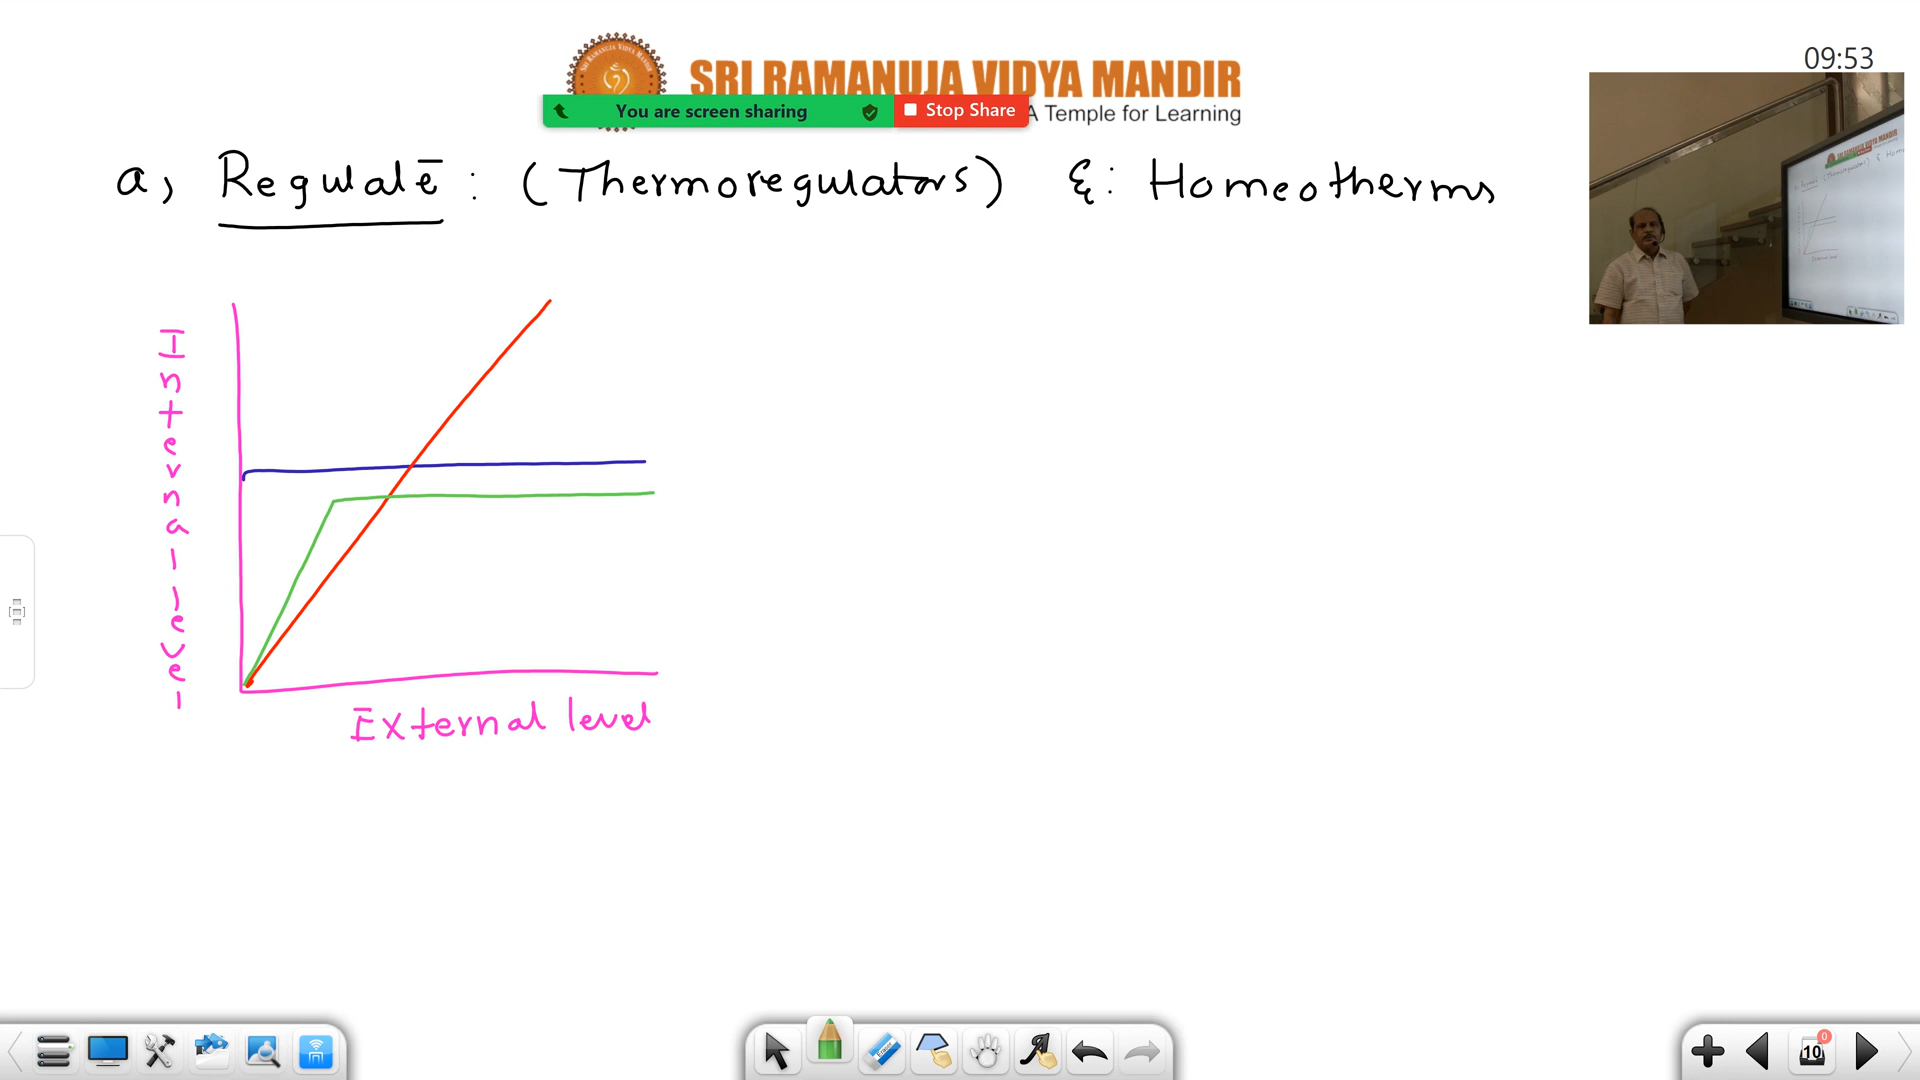 SRI RAMANUJA VIDYA MANDIR
A Temple for Learning
You are screen sharing
Stop Share
09:53
a, Regulate : (Thermoregulators) &: Homeotherms
Internal level
External level
10
0